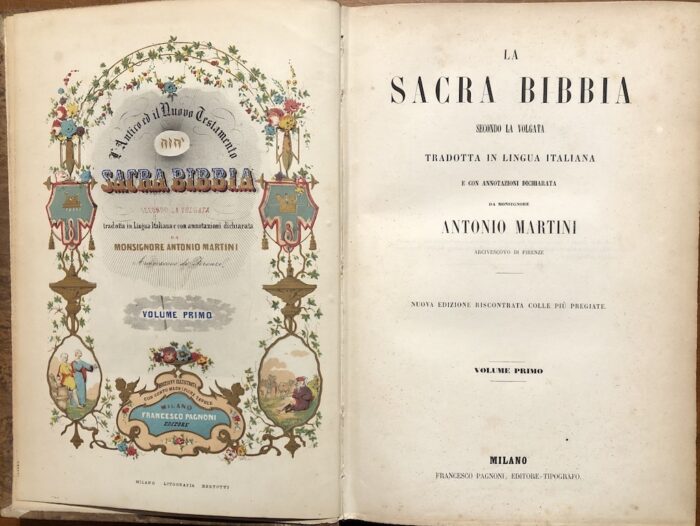 L'Antico ed il Nuovo Testamento
יהוה
SACRA BIBBIA
SECONDO LA VOLGATA
tradotta in lingua Italiana e con annotazioni dichiarata
DA
MONSIGNORE ANTONIO MARTINI
Arcivescovo di Firenze
VOLUME PRIMO
EDIZIONE ILLUSTRATA
MILANO
FRANCESCO PAGNONI
EDITORE
MILANO LITOGRAFIA BERTOTTI
LA
SACRA BIBBIA
SECONDO LA VOLGATA
TRADOTTA IN LINGUA ITALIANA
E CON ANNOTAZIONI DICHIARATA
DA MONSIGNORE
ANTONIO MARTINI
ARCIVESCOVO DI FIRENZE
NUOVA EDIZIONE RISCONTRATA COLLE PIÙ PREGIATE.
VOLUME PRIMO
MILANO
FRANCESCO PAGNONI, EDITORE-TIPOGRAFO.